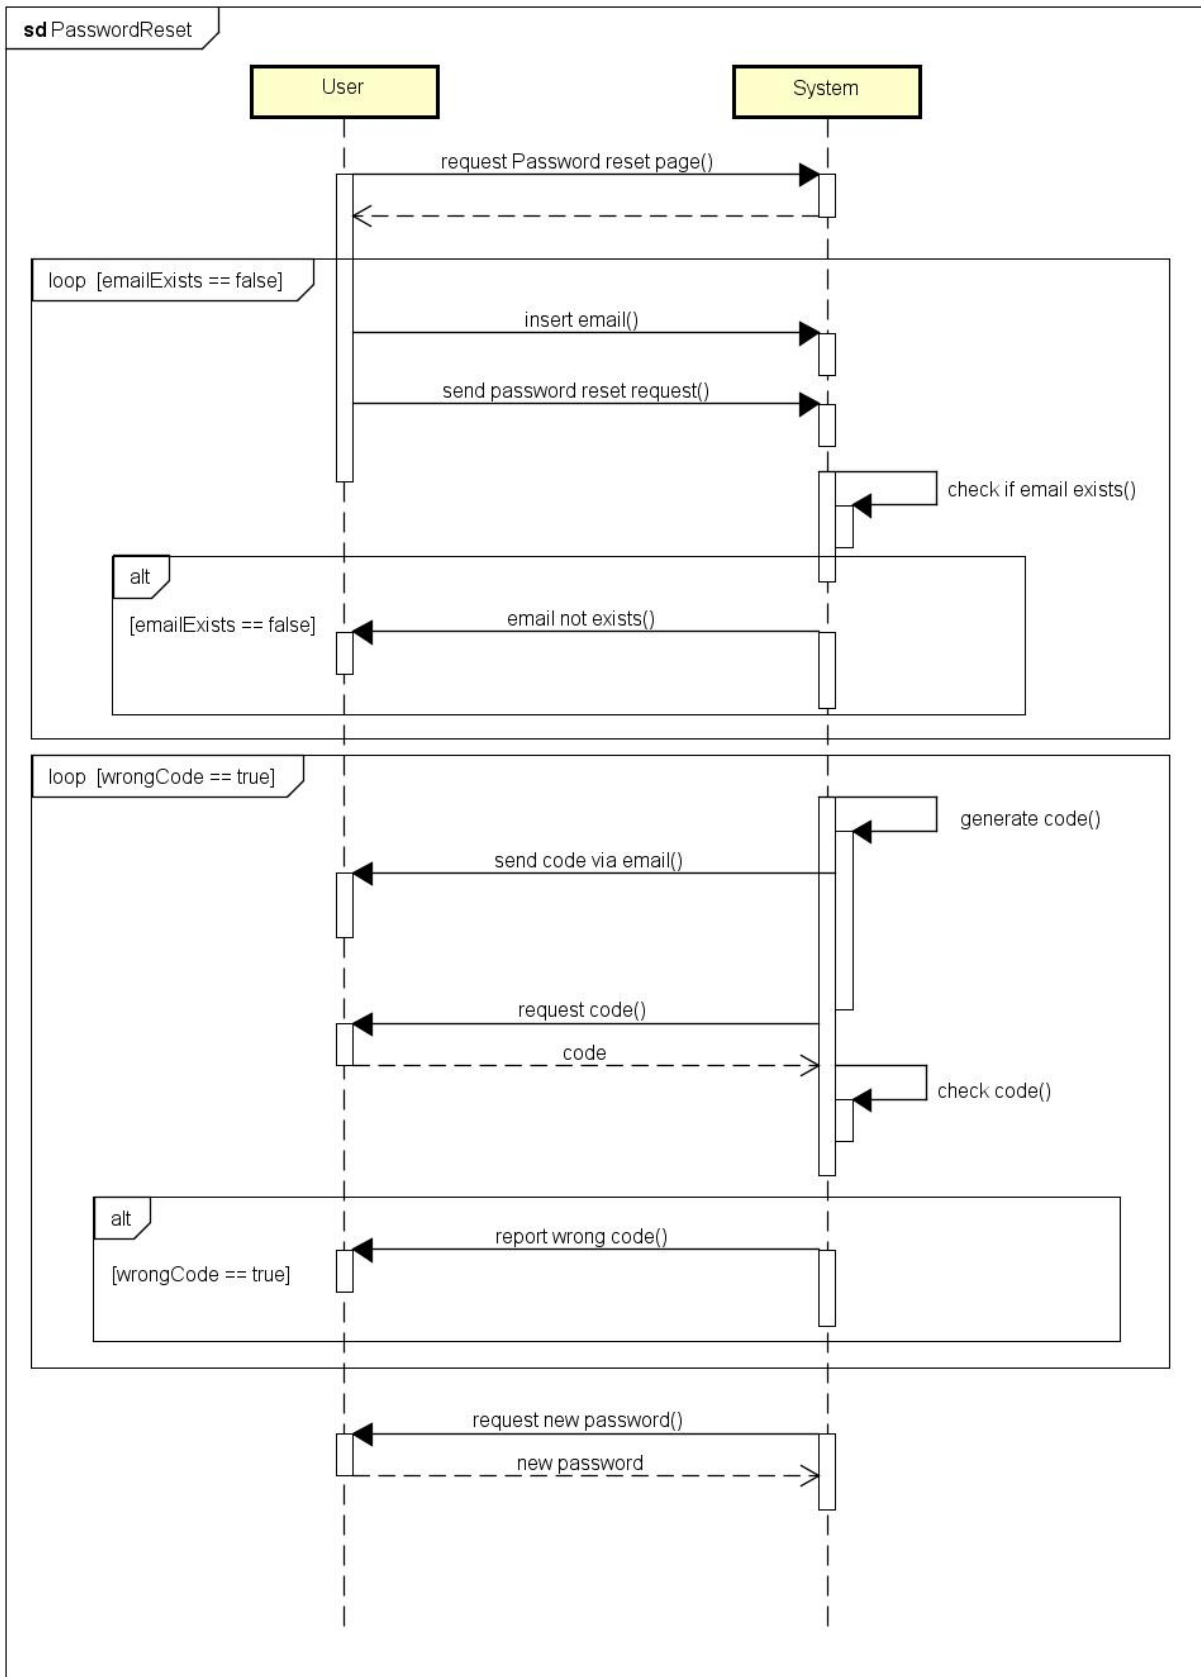 sd PasswordReset
User
System
request Password reset page()
loop [emailExists == false]
insert email()
send password reset request()
check if email exists()
alt
[emailExists == false]
email not exists()
loop [wrongCode == true]
generate code()
send code via email()
request code()
code
check code()
alt
report wrong code()
[wrongCode == true]
request new password()
new password